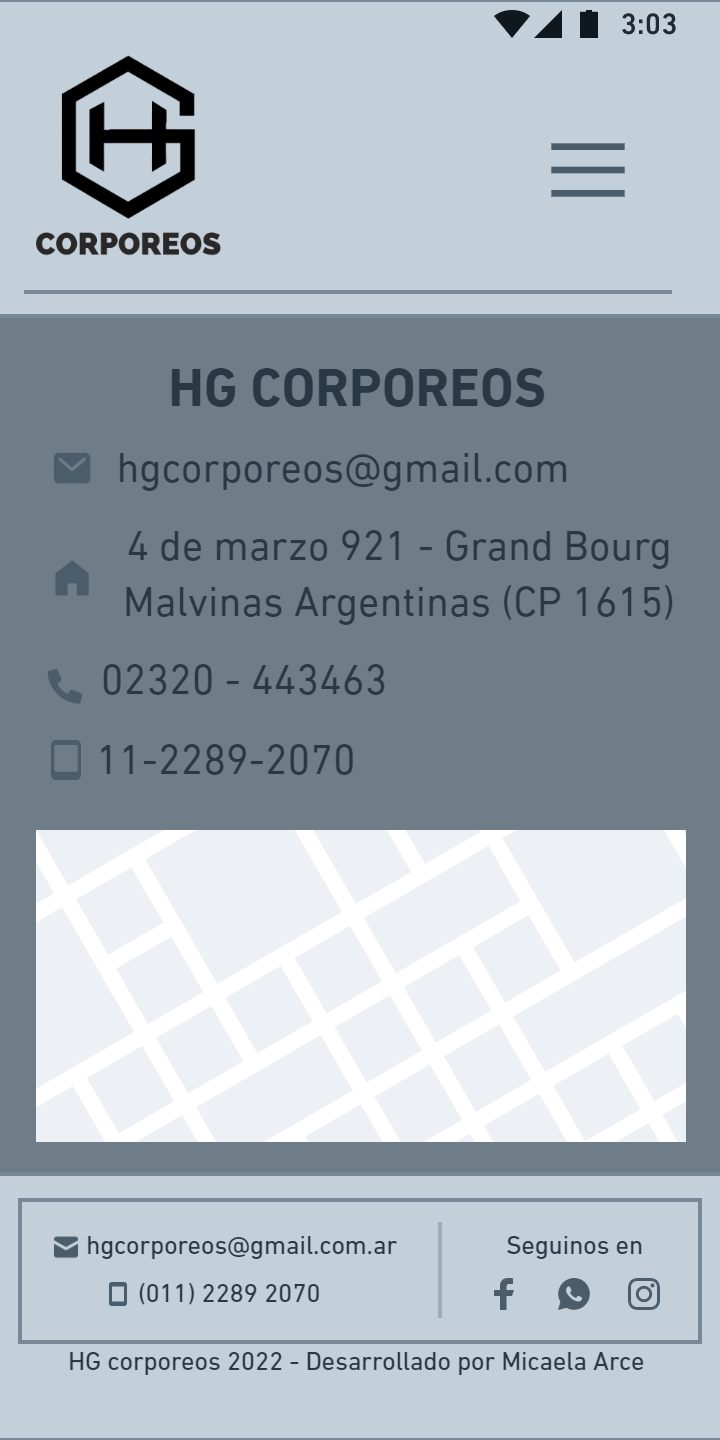 3:03
HG
CORPOREOS
HG CORPOREOS
hgcorporeos@gmail.com
4 de marzo 921 - Grand Bourg
Malvinas Argentinas (CP 1615)
02320 - 443463
11-2289-2070
hgcorporeos@gmail.com.ar
(011) 2289 2070
Seguinos en
HG corporeos 2022 - Desarrollado por Micaela Arce